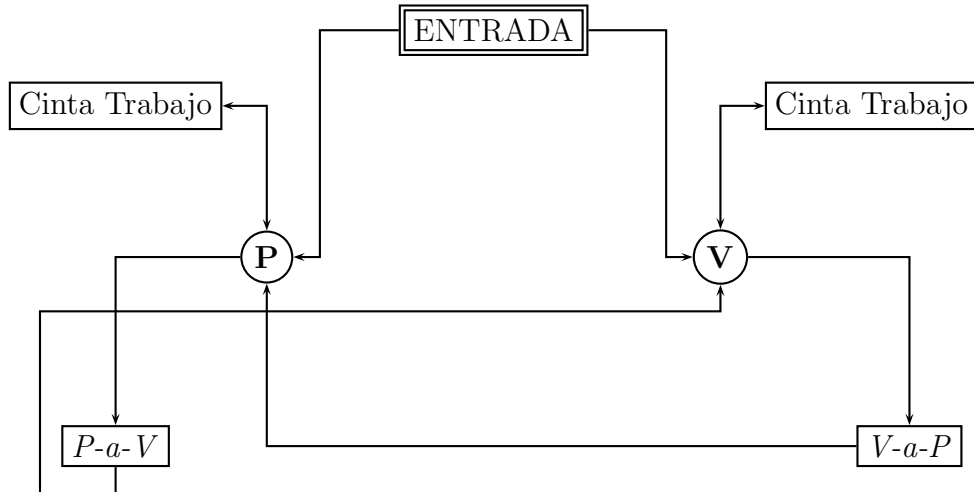 ENTRADA
Cinta Trabajo
Cinta Trabajo
P
V
P-a-V
V-a-P